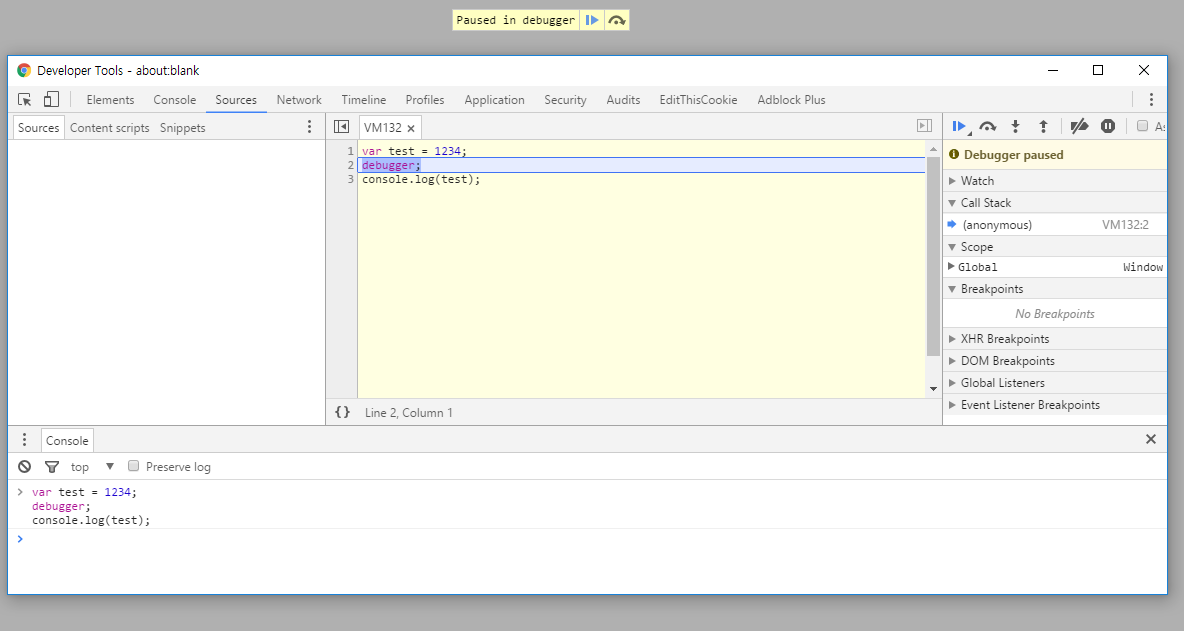 Paused in debugger
Developer Tools - about:blank
Elements Console Sources Network Timeline Profiles Application Security Audits EditThisCookie Adblock Plus
Sources Content scripts Snippets
VM132 ×
As
1 var test = 1234;
2 debugger;
3 console.log(test);
{} Line 2, Column 1
Debugger paused
Watch
Call Stack
(anonymous) VM132:2
Scope
Global Window
Breakpoints
No Breakpoints
XHR Breakpoints
DOM Breakpoints
Global Listeners
Event Listener Breakpoints
Console
top Preserve log
> var test = 1234;
debugger;
console.log(test);
>